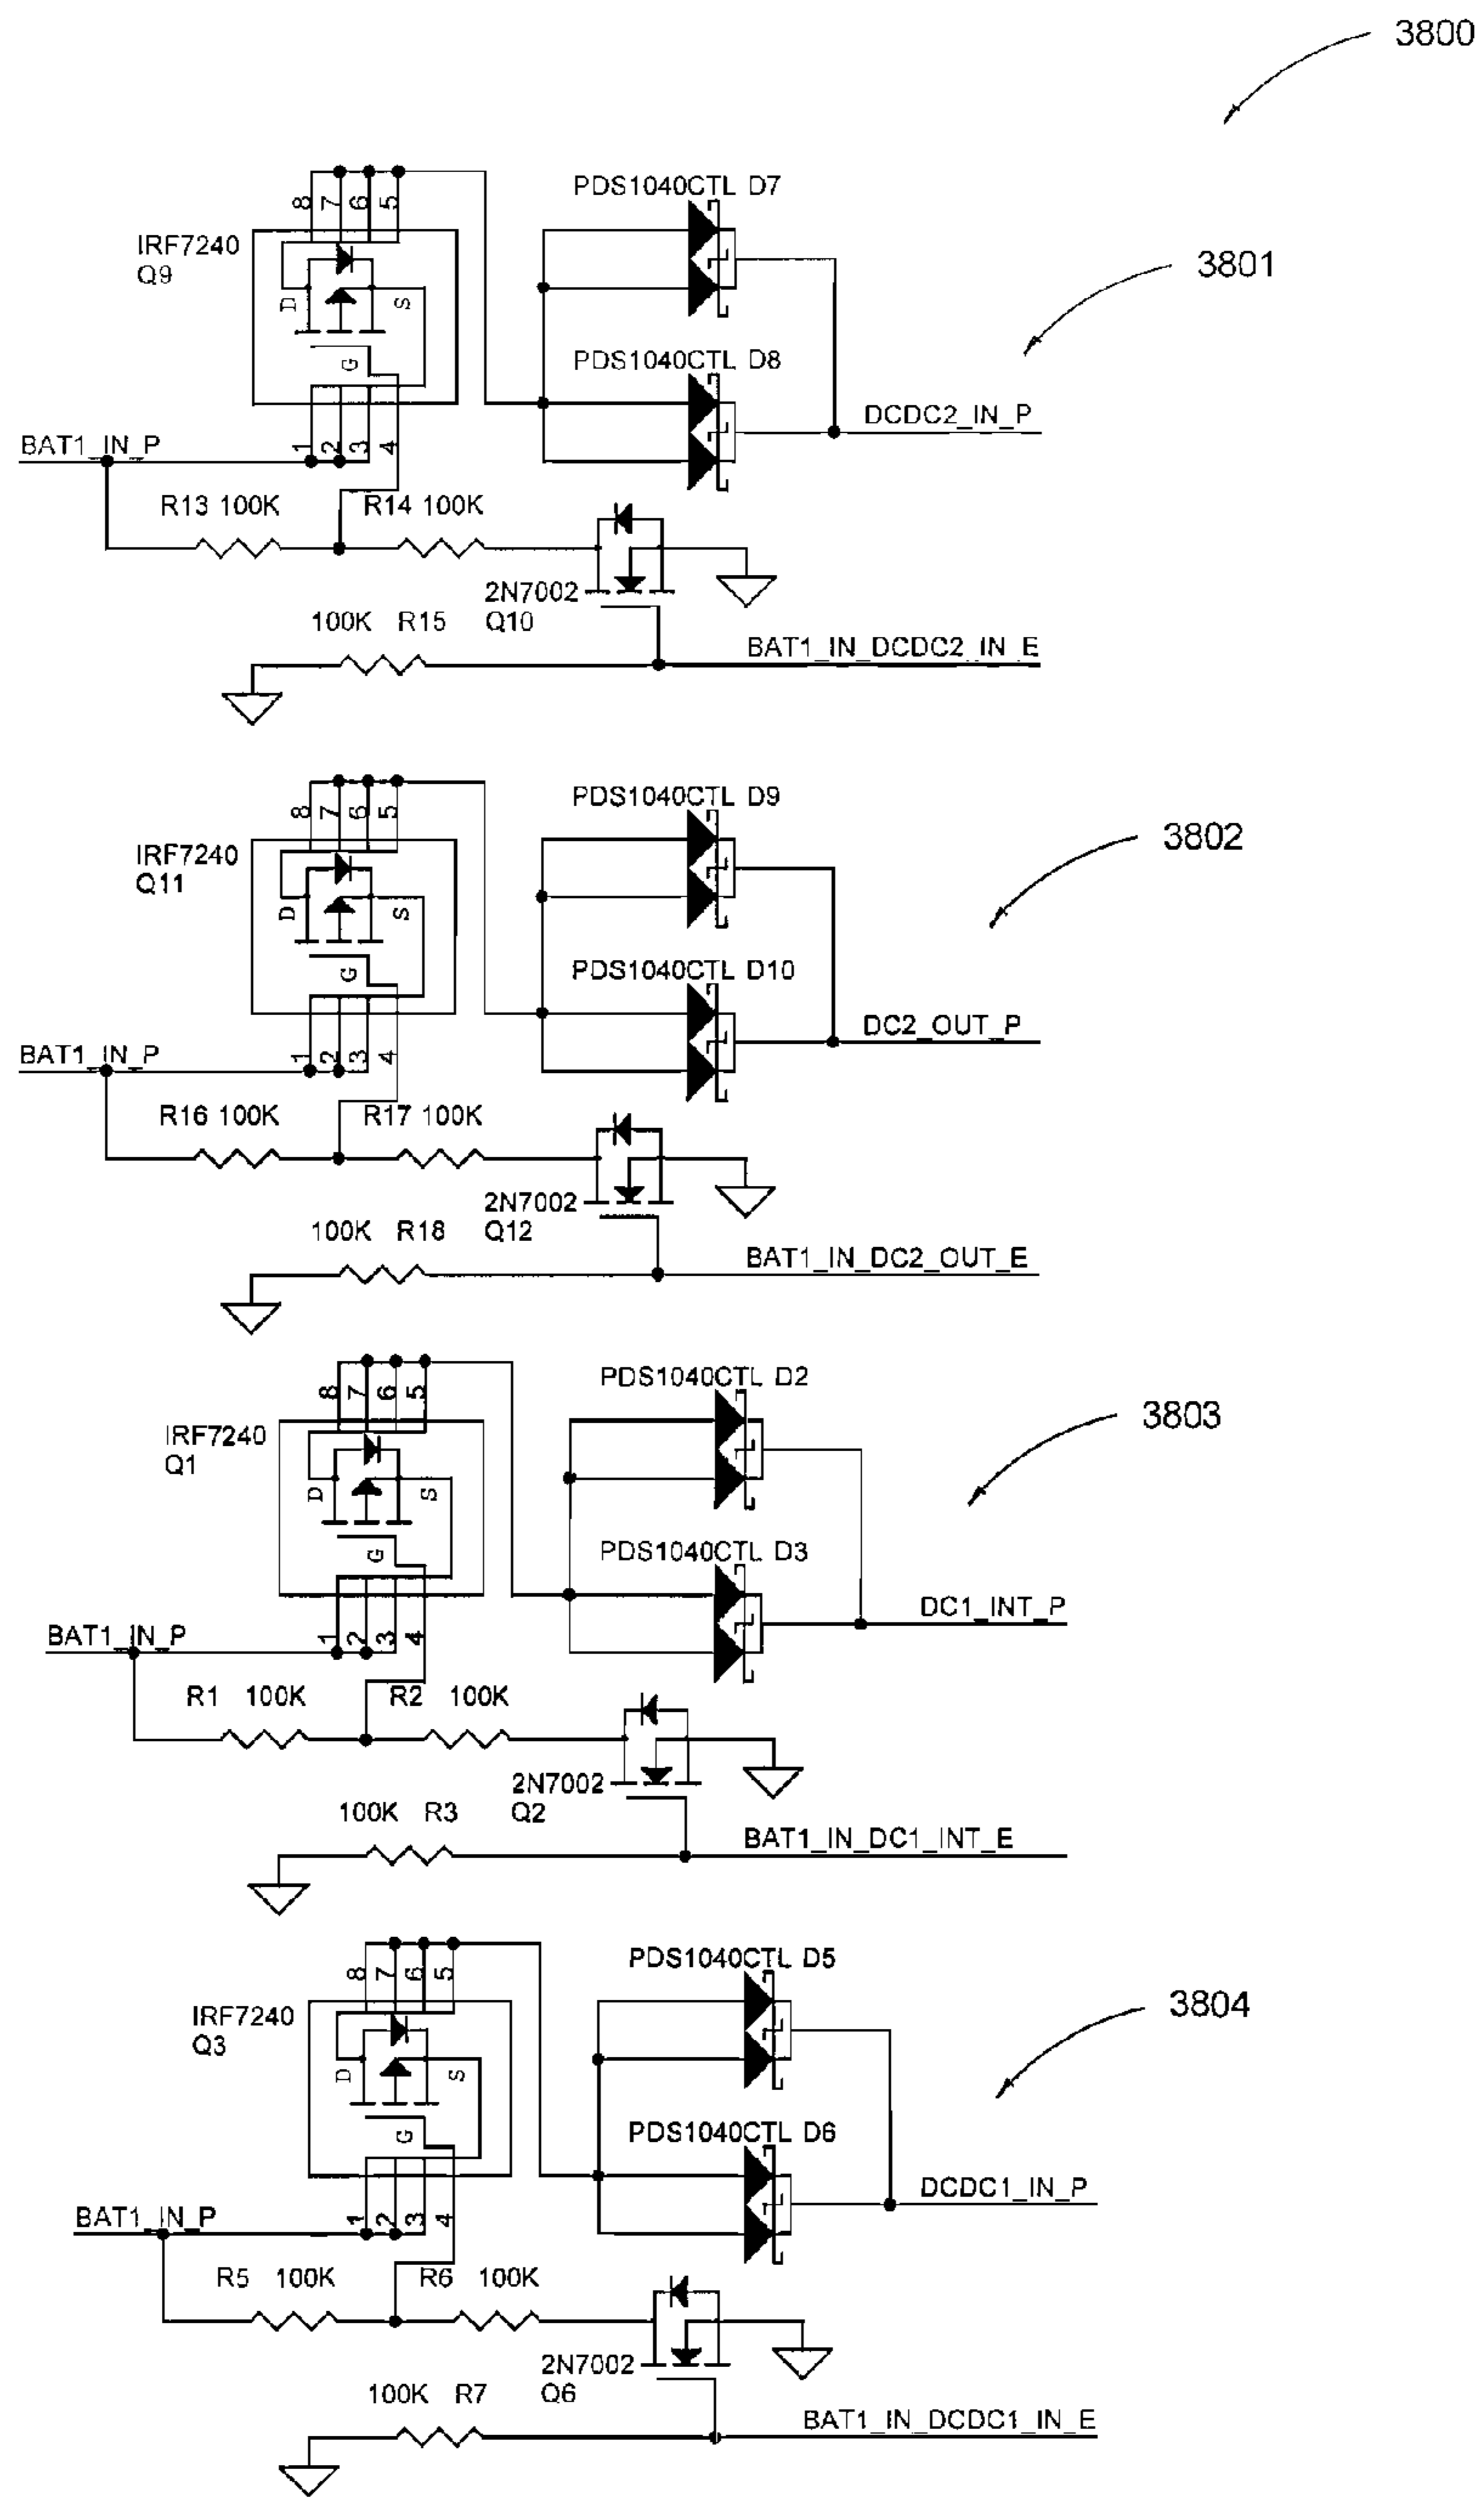 3800
PDS1040CTL D7
8 7 6 5
IRF7240
Q9
D
S
G
3801
PDS1040CTL D8
DCDC2_IN_P
BAT1_IN_P
1 2 3 4
R13 100K
R14 100K
2N7002
Q10
100K R15
BAT1_IN_DCDC2_IN_E
PDS1040CTL D9
8 7 6 5
3802
IRF7240
Q11
D
S
G
PDS1040CTL D10
DC2_OUT_P
BAT1_IN_P
1 2 3 4
R16 100K
R17 100K
2N7002
Q12
100K R18
BAT1_IN_DC2_OUT_E
PDS1040CTL D2
8 7 6 5
3803
IRF7240
Q1
D
S
G
PDS1040CTL D3
DC1_INT_P
BAT1_IN_P
1 2 3 4
R1 100K
R2 100K
2N7002
Q2
100K R3
BAT1_IN_DC1_INT_E
PDS1040CTL D5
8 7 6 5
3804
IRF7240
Q3
D
S
G
PDS1040CTL D6
DCDC1_IN_P
BAT1_IN_P
1 2 3 4
R5 100K
R6 100K
2N7002
Q6
100K R7
BAT1_IN_DCDC1_IN_E